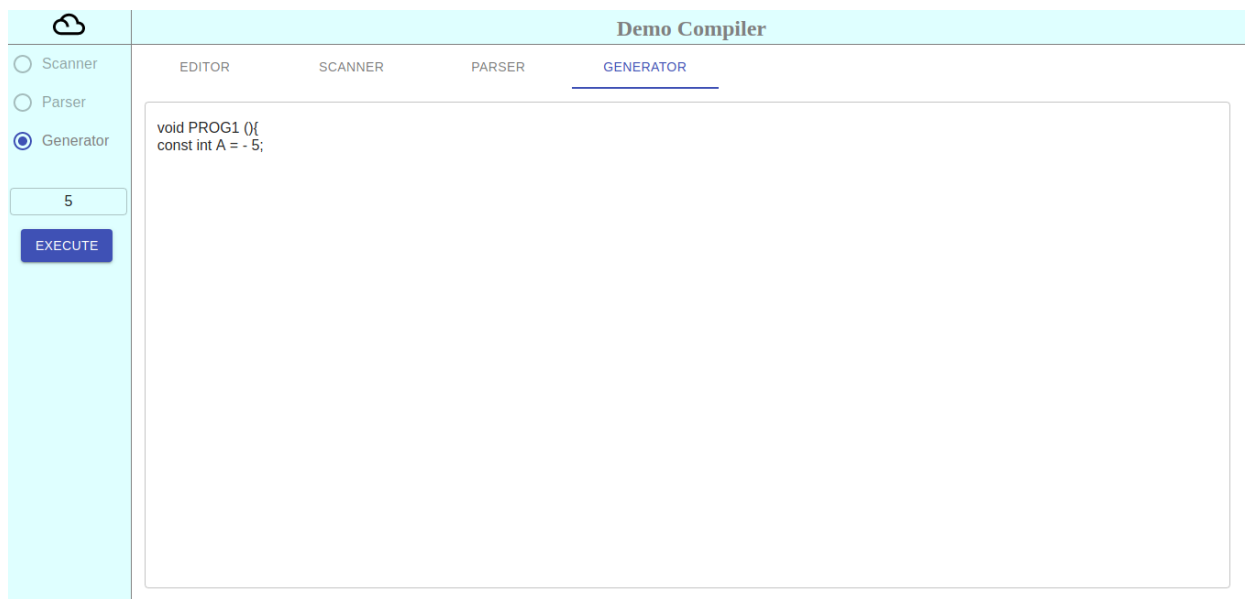 Demo Compiler
Scanner
Parser
Generator
5
EXECUTE
EDITOR
SCANNER
PARSER
GENERATOR
void PROG1 (){
const int A = - 5;